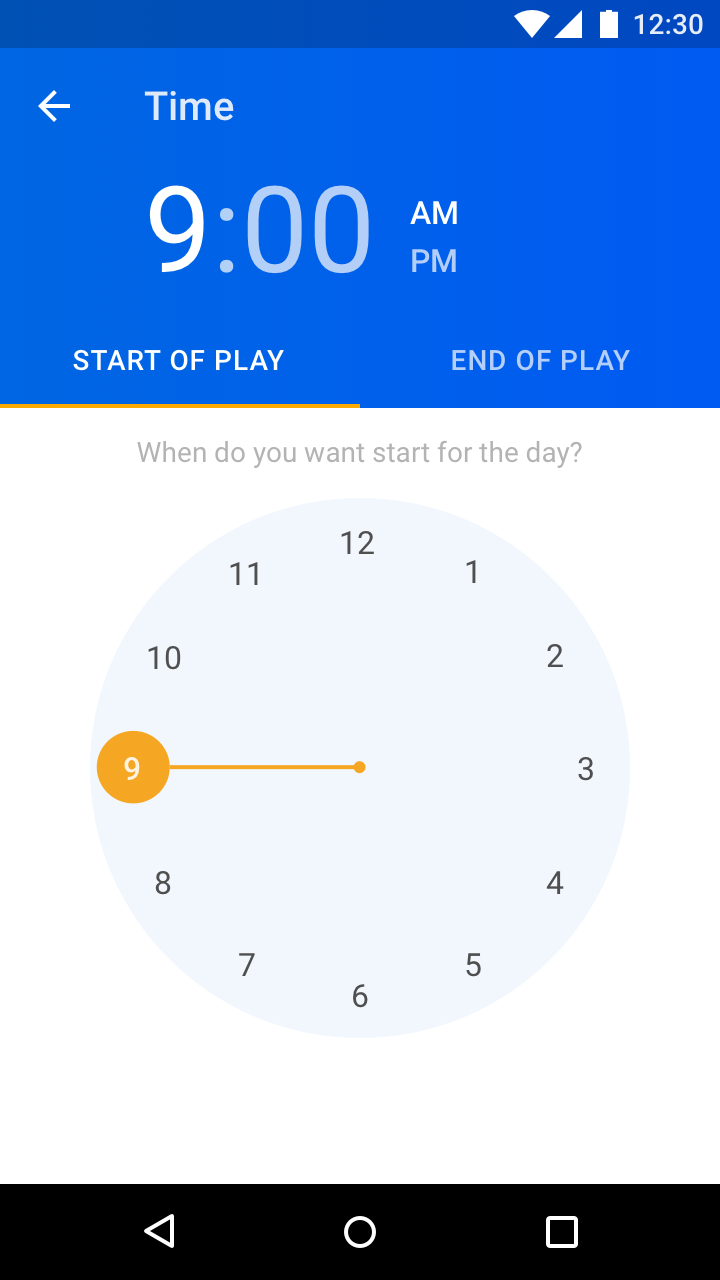 12:30
Time
9:00 AM
PM
START OF PLAY END OF PLAY
When do you want start for the day?
12
11 1
10 2
9 3
8 4
7 5
6